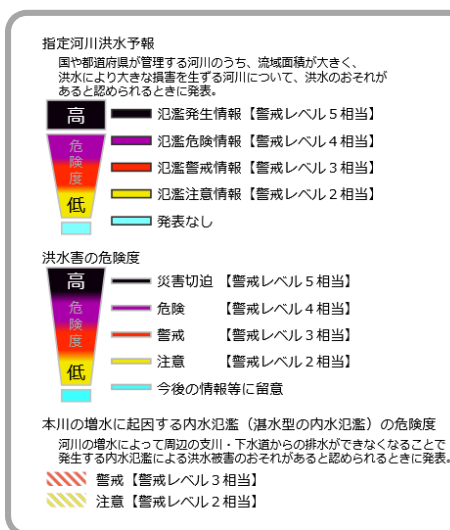 指定河川洪水予報
国や都道府県が管理する河川のうち、流域面積が大きく、
洪水により大きな損害を生ずる河川について、洪水のおそれが
あると認められるときに発表。
高 氾濫発生情報【警戒レベル5相当】
危険度 氾濫危険情報【警戒レベル4相当】
氾濫警戒情報【警戒レベル3相当】
低 氾濫注意情報【警戒レベル2相当】
発表なし
洪水害の危険度
高 災害切迫 【警戒レベル5相当】
危険度 危険 【警戒レベル4相当】
警戒 【警戒レベル3相当】
低 注意 【警戒レベル2相当】
今後の情報等に留意
本川の増水に起因する内水氾濫(湛水型の内水氾濫)の危険度
河川の増水によって周辺の支川・下水道からの排水ができなくなることで
発生する内水氾濫による洪水被害のおそれがあると認められるときに発表。
警戒【警戒レベル3相当】
注意【警戒レベル2相当】